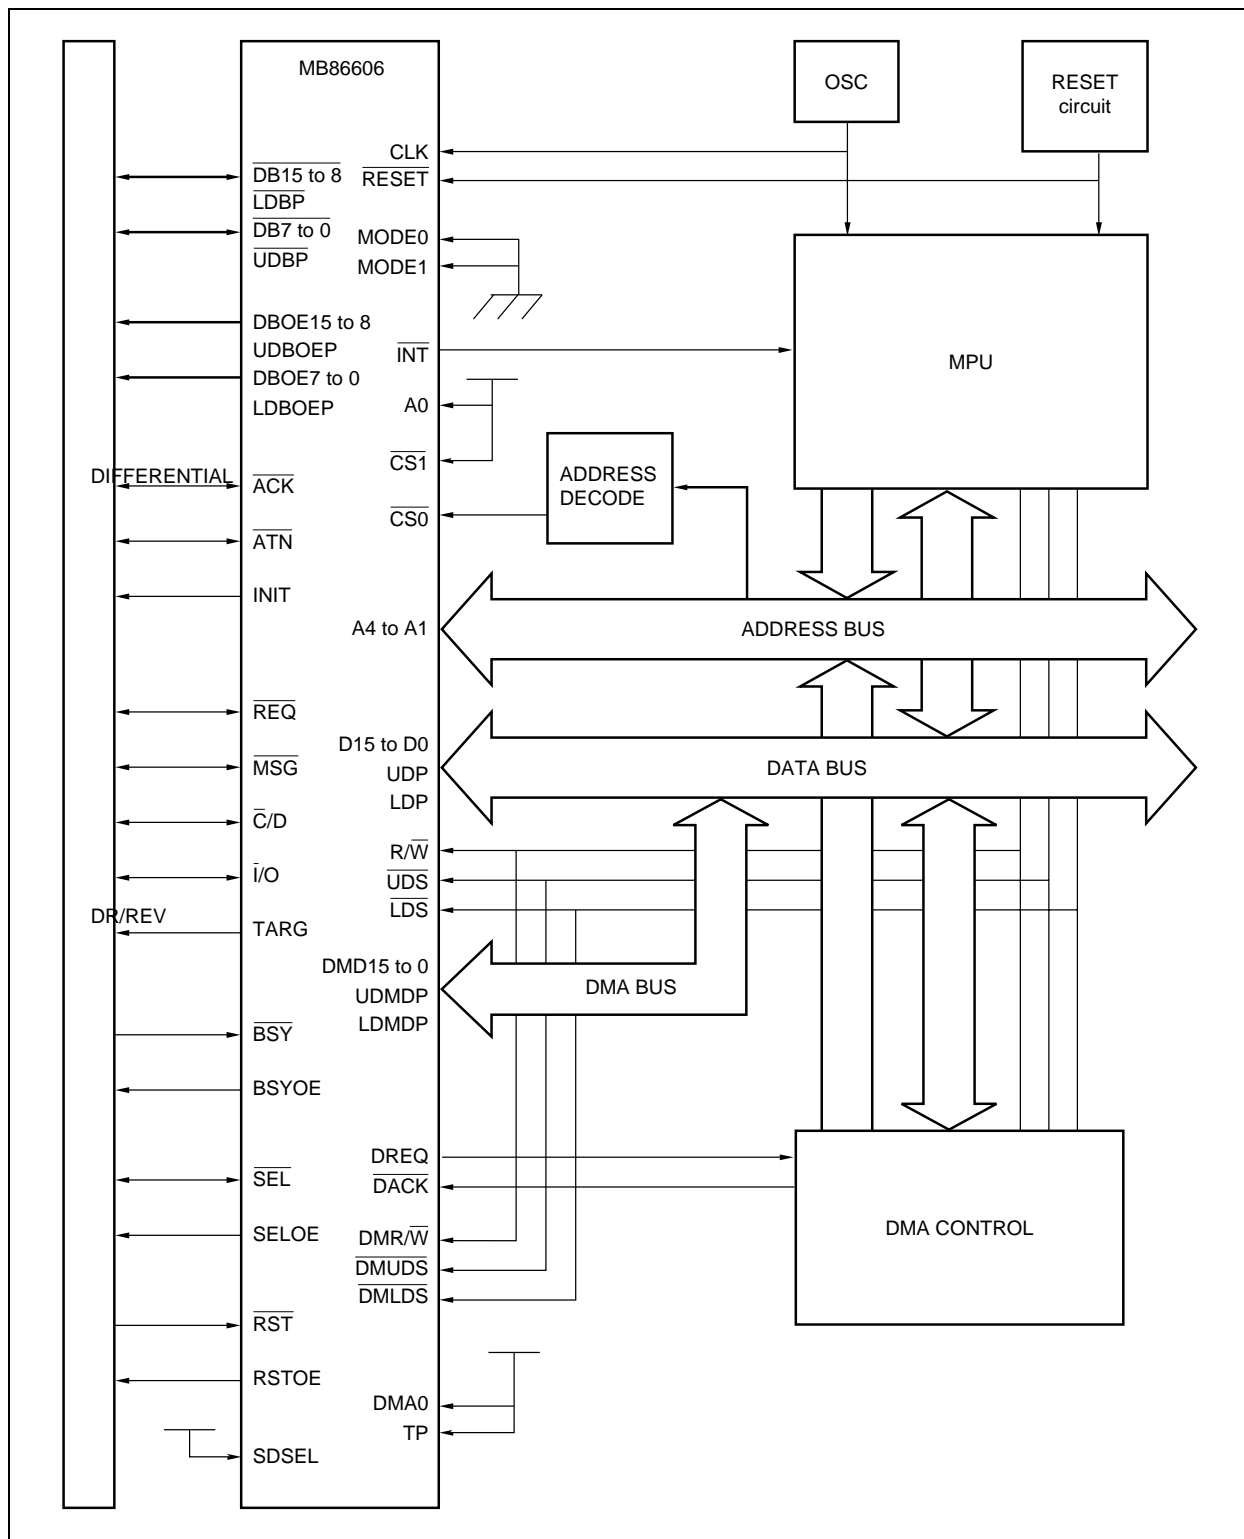 MB86606
OSC
RESET
circuit
CLK
RESET
DB15 to 8
LDBP
DB7 to 0
UDBP
MODE0
MODE1
DBOE15 to 8
UDBOEP
DBOE7 to 0
LDBOEP
INT
MPU
A0
CS1
ADDRESS
DECODE
CS0
DIFFERENTIAL
ACK
ATN
INIT
A4 to A1
ADDRESS BUS
REQ
MSG
C/D
I/O
D15 to D0
UDP
LDP
DATA BUS
R/W
UDS
LDS
DR/REV
TARG
DMD15 to 0
UDMDP
LDMDP
DMA BUS
BSY
BSYOE
SEL
SELOE
DREQ
DACK
DMA CONTROL
DMR/W
DMUDS
DMLDS
RST
RSTOE
DMA0
TP
SDSEL